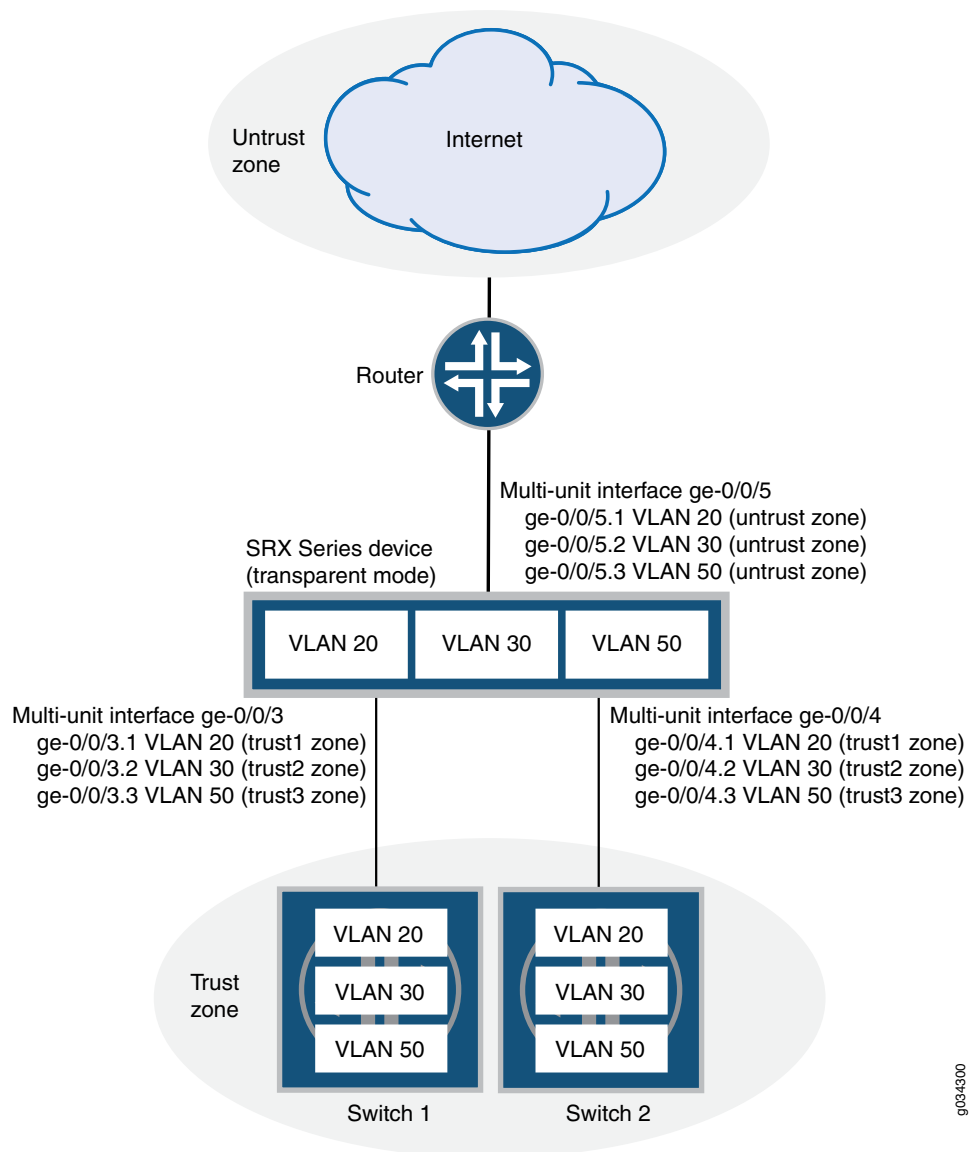 Untrust
zone
Internet
Router
Multi-unit interface ge-0/0/5
ge-0/0/5.1 VLAN 20 (untrust zone)
ge-0/0/5.2 VLAN 30 (untrust zone)
ge-0/0/5.3 VLAN 50 (untrust zone)
SRX Series device
(transparent mode)
VLAN 20
VLAN 30
VLAN 50
Multi-unit interface ge-0/0/3
ge-0/0/3.1 VLAN 20 (trust1 zone)
ge-0/0/3.2 VLAN 30 (trust2 zone)
ge-0/0/3.3 VLAN 50 (trust3 zone)
Multi-unit interface ge-0/0/4
ge-0/0/4.1 VLAN 20 (trust1 zone)
ge-0/0/4.2 VLAN 30 (trust2 zone)
ge-0/0/4.3 VLAN 50 (trust3 zone)
Trust
zone
VLAN 20
VLAN 30
VLAN 50
Switch 1
VLAN 20
VLAN 30
VLAN 50
Switch 2
g034300